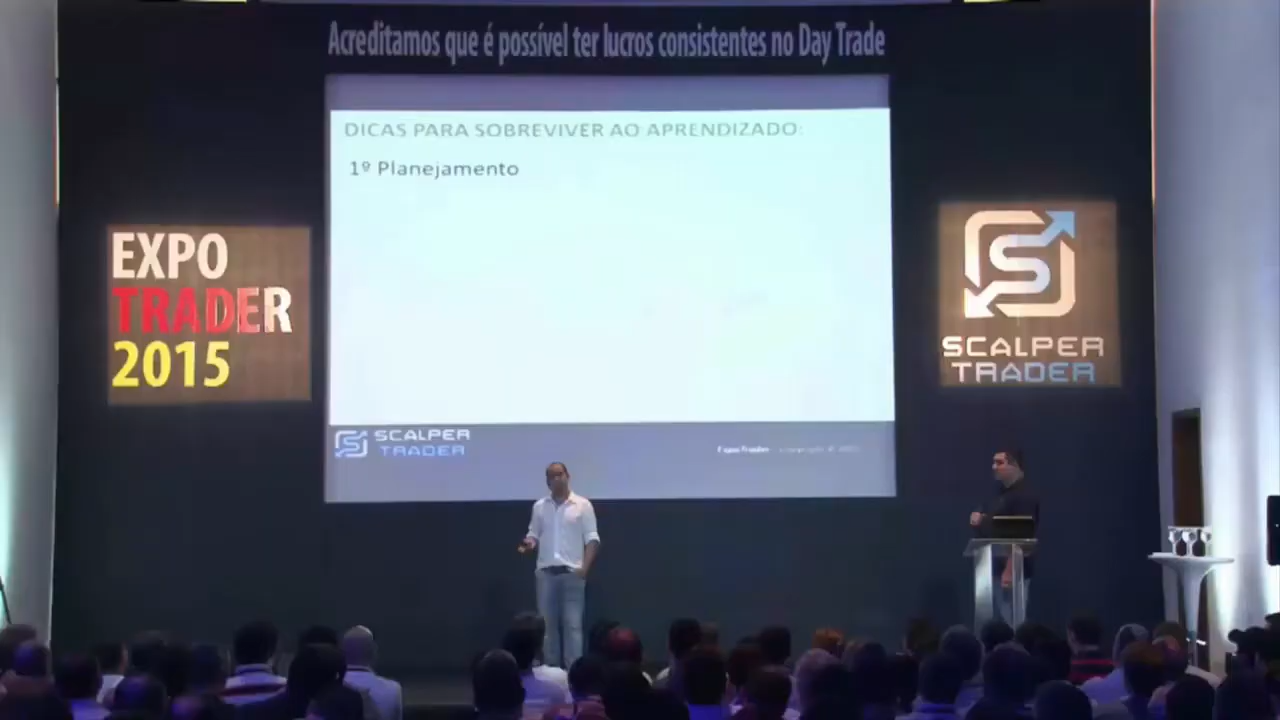 Acreditamos que é possível ter lucros consistentes no Day Trade
DICAS PARA SOBREVIVER AO APRENDIZADO:
1º Planejamento
EXPO
TRADER
2015
SCALPER
TRADER
SCALPER
TRADER
ExpoTrader